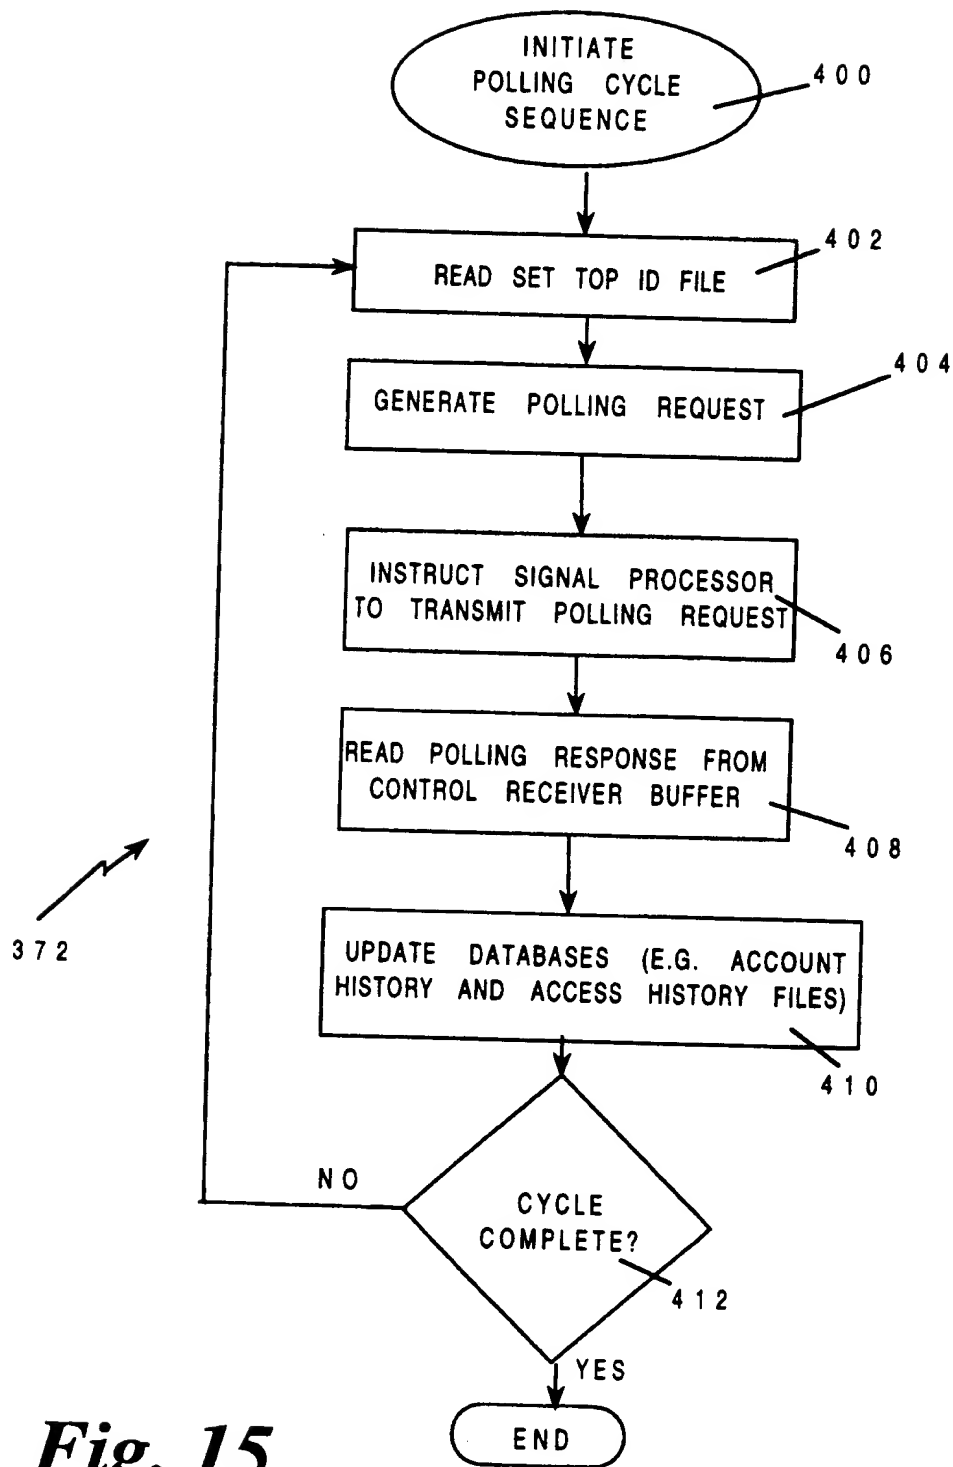 INITIATE
POLLING CYCLE
SEQUENCE
400
READ SET TOP ID FILE
402
GENERATE POLLING REQUEST
404
INSTRUCT SIGNAL PROCESSOR
TO TRANSMIT POLLING REQUEST
406
READ POLLING RESPONSE FROM
CONTROL RECEIVER BUFFER
408
372
UPDATE DATABASES (E.G. ACCOUNT
HISTORY AND ACCESS HISTORY FILES)
410
NO
CYCLE
COMPLETE?
412
YES
END
Fig. 15